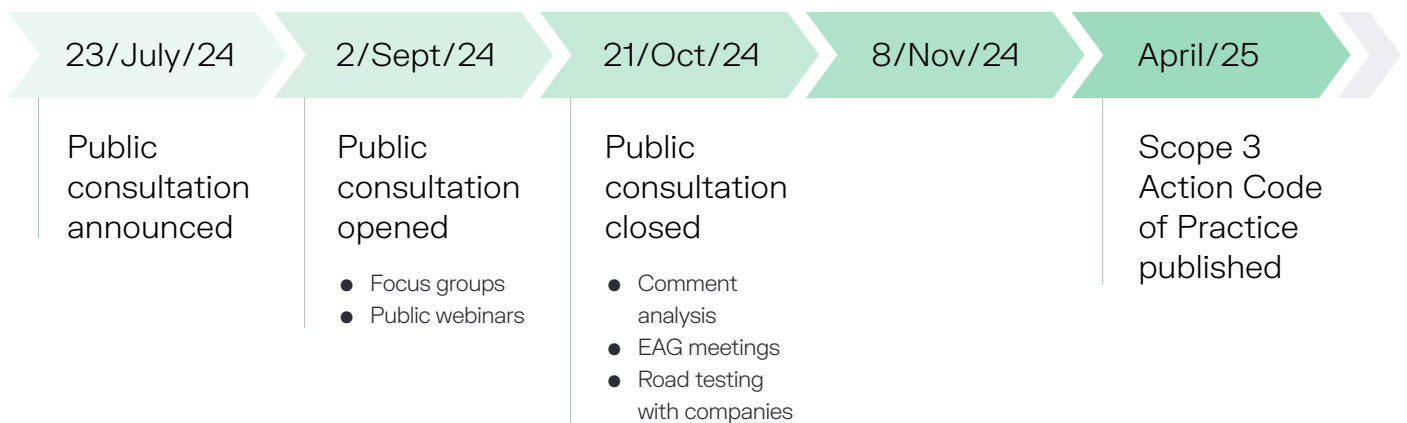 23/July/24
2/Sept/24
21/Oct/24
8/Nov/24
April/25
Public
consultation
announced
Public
consultation
opened
● Focus groups
● Public webinars
Public
consultation
closed
● Comment
analysis
● EAG meetings
● Road testing
with companies
Scope 3
Action Code
of Practice
published